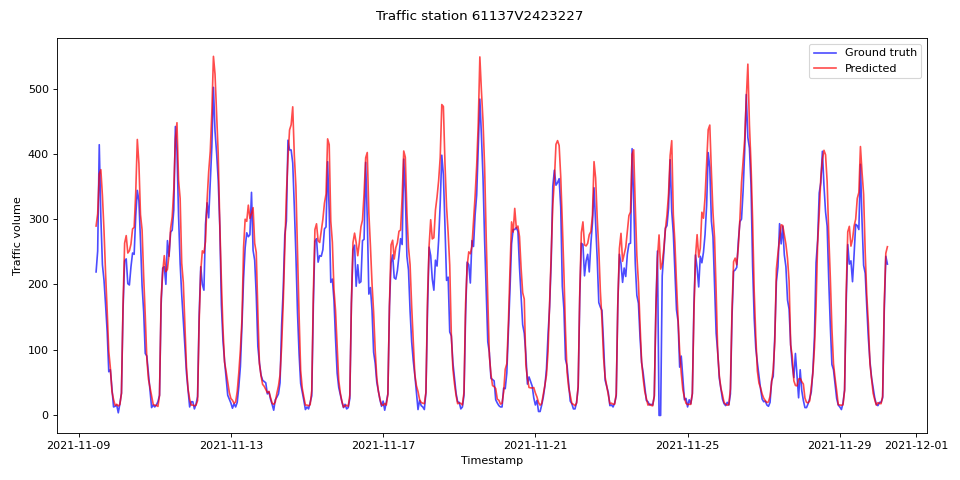 Traffic station 61137V2423227
Ground truth
Predicted
500
400
300
200
100
0
Traffic volume
2021-11-09
2021-11-13
2021-11-17
2021-11-21
2021-11-25
2021-11-29
2021-12-01
Timestamp